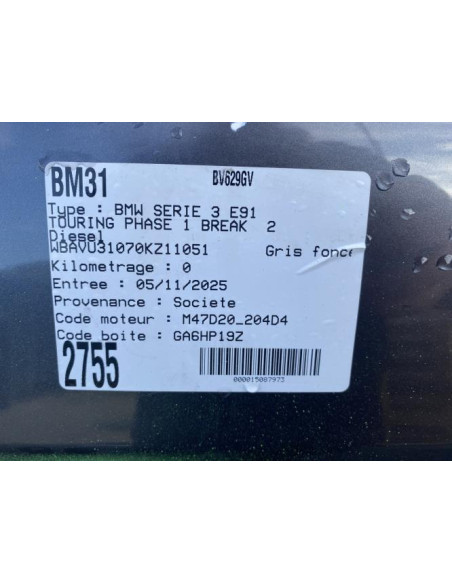 BM31 BV629GV
Type : BMW SERIE 3 E91
TOURING PHASE 1 BREAK 2
Diesel
WBAVU31070KZ11051 Gris fonce
Kilometrage : 0
Entree : 05/11/2025
Provenance : Societe
Code moteur : M47D20_204D4
Code boite : GA6HP19Z
2755
000015087973